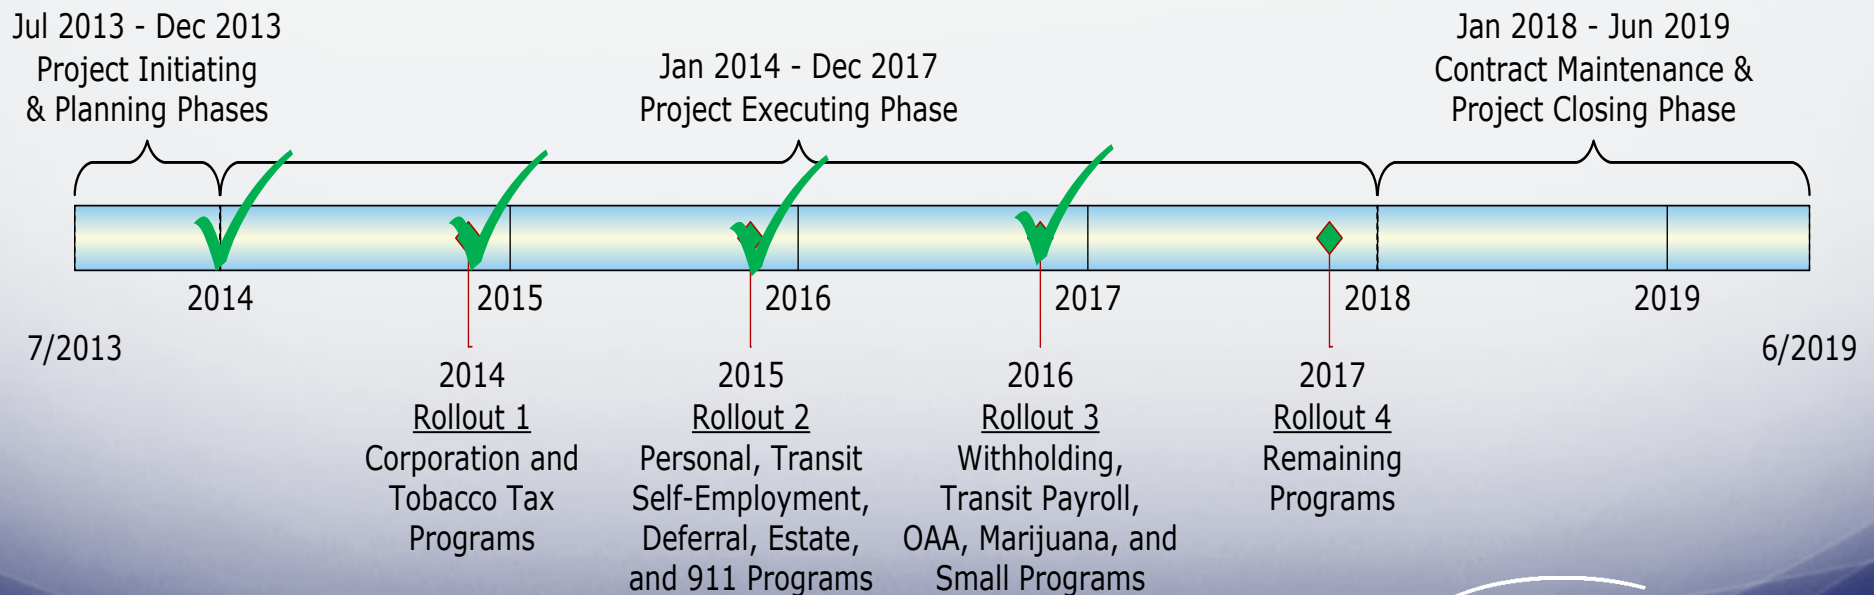 Jul 2013 - Dec 2013
Project Initiating
& Planning Phases
Jan 2014 - Dec 2017
Project Executing Phase
Jan 2018 - Jun 2019
Contract Maintenance &
Project Closing Phase
2014
2015
2016
2017
2018
2019
7/2013
6/2019
2014
Rollout 1
Corporation and
Tobacco Tax
Programs
2015
Rollout 2
Personal, Transit
Self-Employment,
Deferral, Estate,
and 911 Programs
2016
Rollout 3
Withholding,
Transit Payroll,
OAA, Marijuana, and
Small Programs
2017
Rollout 4
Remaining
Programs